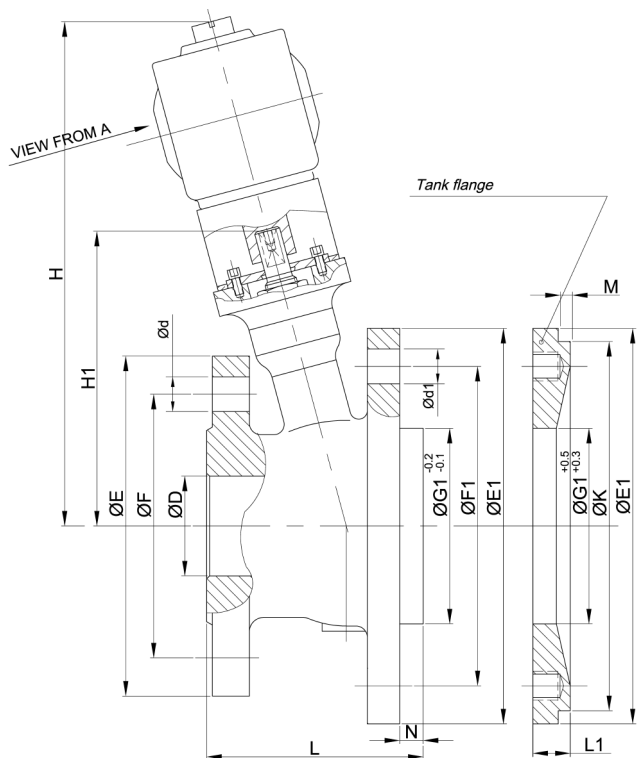 VIEW FROM A
Tank flange
M
H
H1
Ød
Ød1
ØE
ØF
ØD
ØG1 -0.2 -0.1
ØF1
ØE1
ØG1 +0.5 +0.3
ØK
ØE1
N
L
L1